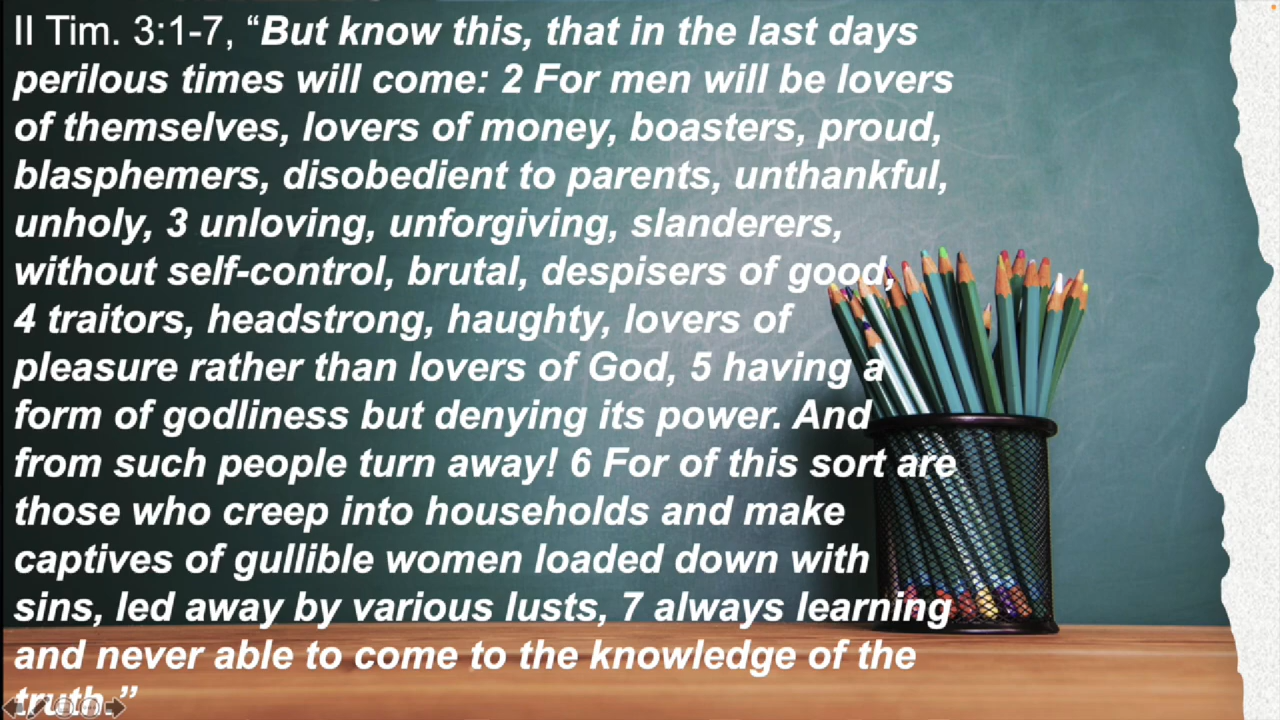 II Tim. 3:1-7, “But know this, that in the last days
perilous times will come: 2 For men will be lovers
of themselves, lovers of money, boasters, proud,
blasphemers, disobedient to parents, unthankful,
unholy, 3 unloving, unforgiving, slanderers,
without self-control, brutal, despisers of good,
4 traitors, headstrong, haughty, lovers of
pleasure rather than lovers of God, 5 having a
form of godliness but denying its power. And
from such people turn away! 6 For of this sort are
those who creep into households and make
captives of gullible women loaded down with
sins, led away by various lusts, 7 always learning
and never able to come to the knowledge of the
truth.”